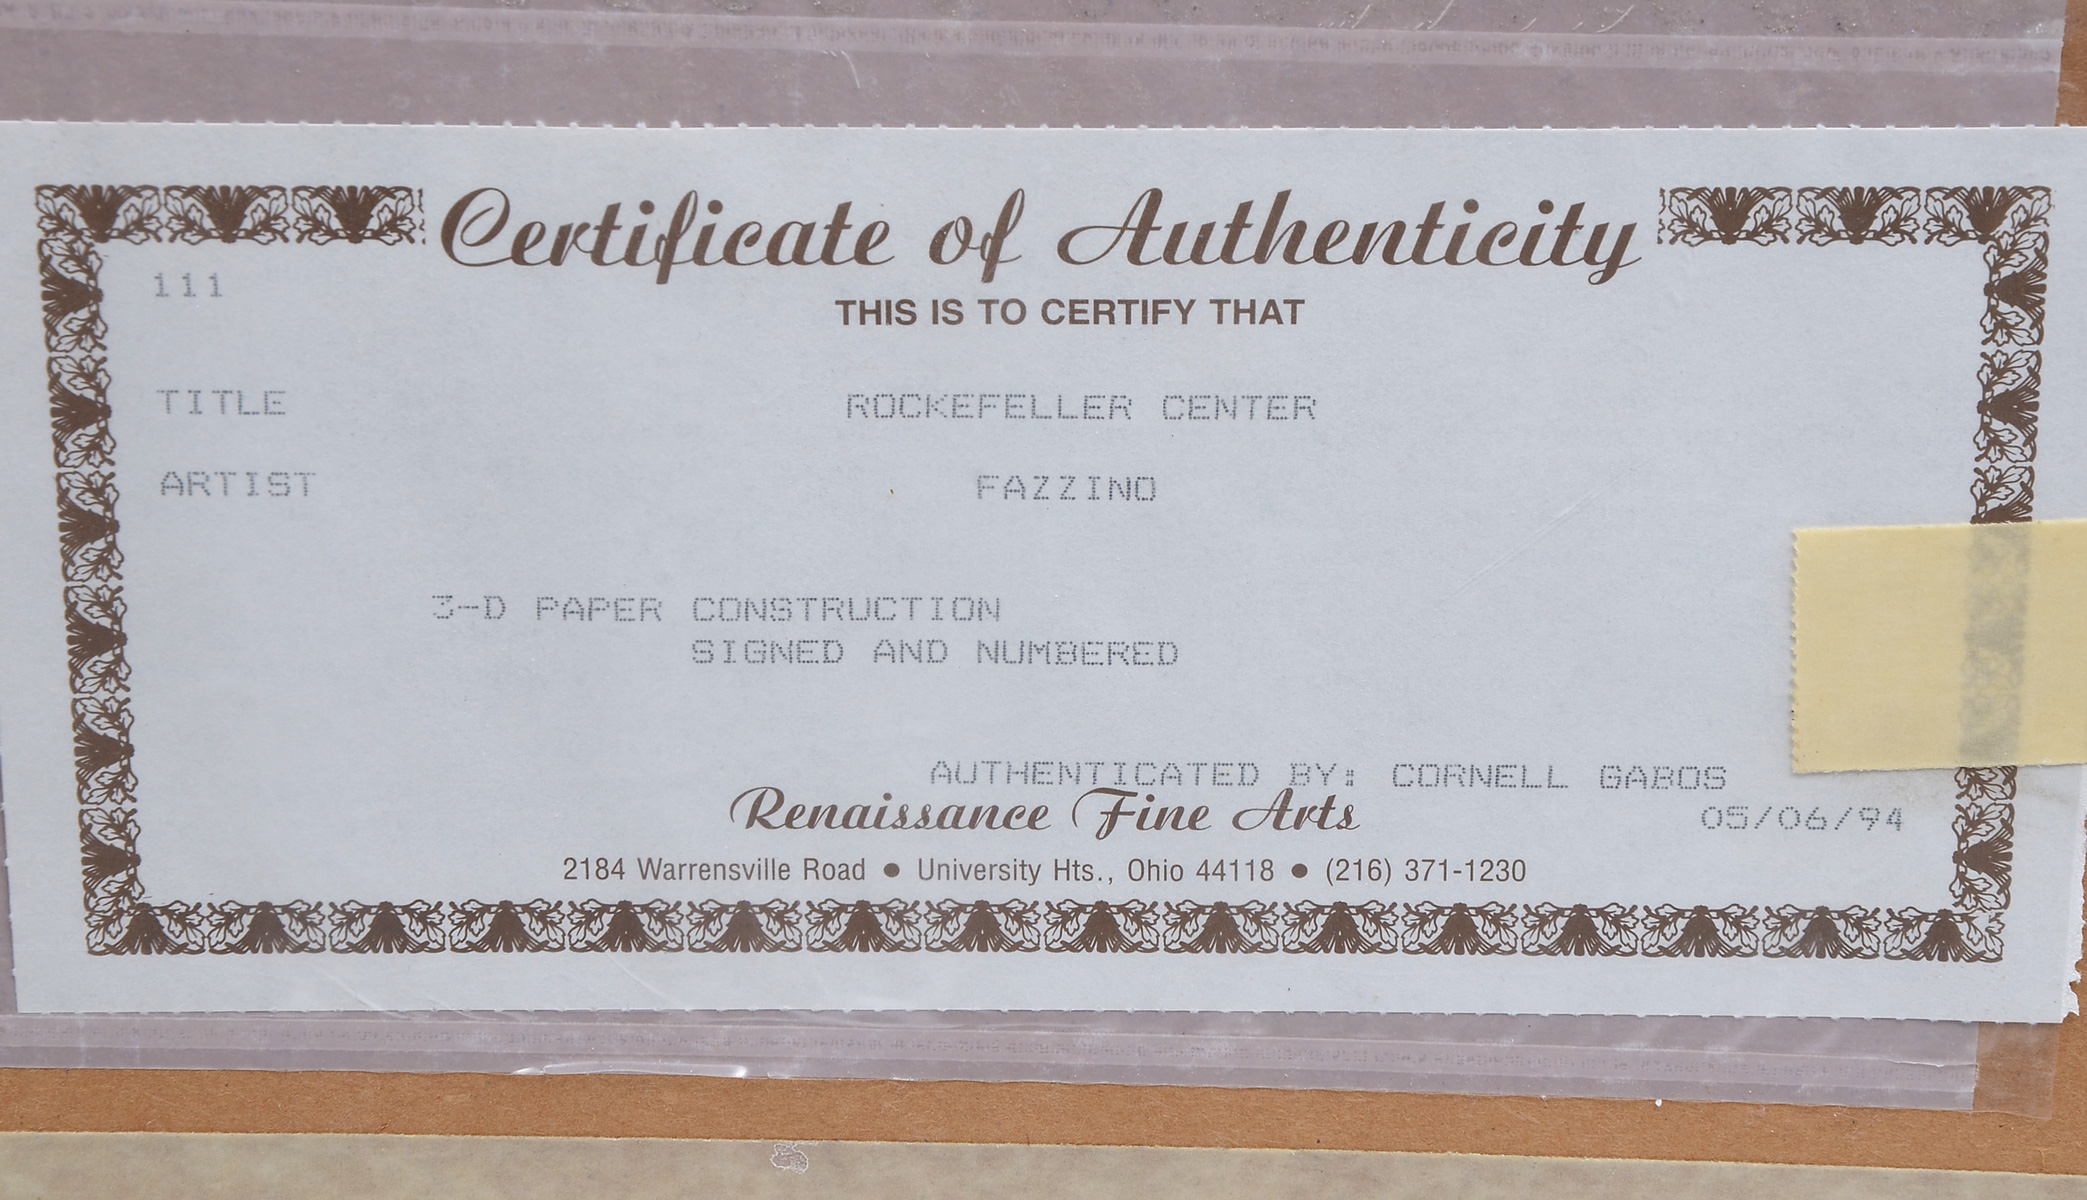 Certificate of Authenticity
111
THIS IS TO CERTIFY THAT
TITLE ROCKEFELLER CENTER
ARTIST FAZZINO
3-D PAPER CONSTRUCTION
SIGNED AND NUMBERED
AUTHENTICATED BY: CORNELL GABOS
Renaissance Fine Arts
05/06/94
2184 Warrensville Road ● University Hts., Ohio 44118 ● (216) 371-1230